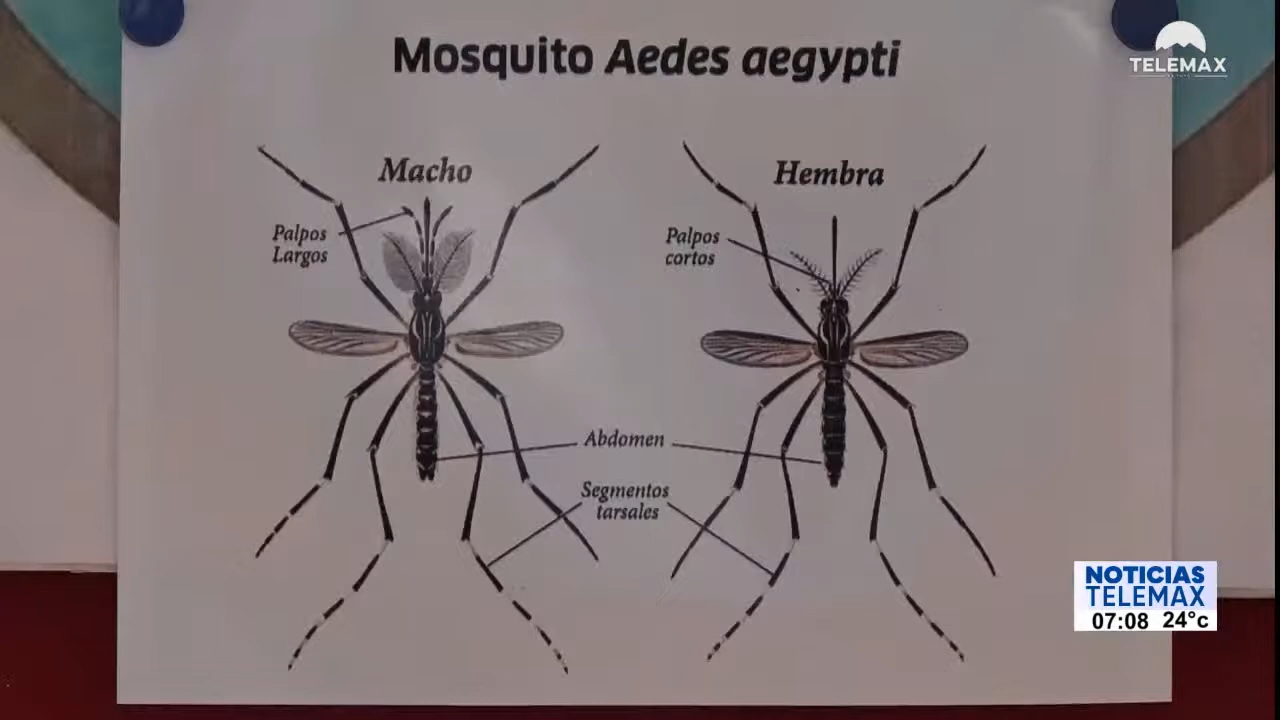 Mosquito Aedes aegypti
TELEMAX
Macho
Hembra
Palpos
Largos
Palpos
cortos
Abdomen
Segmentos
tarsales
NOTICIAS
TELEMAX
07:08 24°c